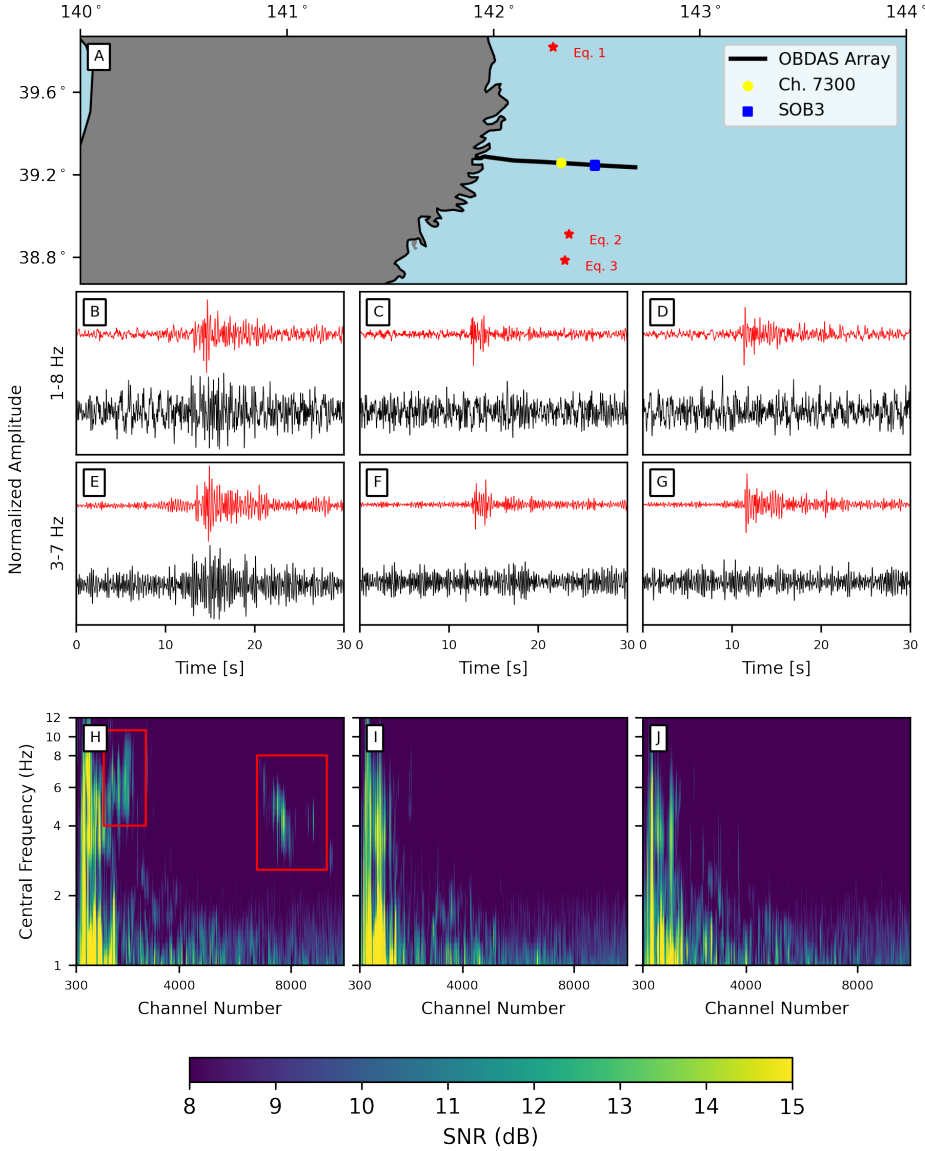 140° 141° 142° 143° 144°
A
Eq. 1
OBDAS Array
Ch. 7300
SOB3
39.6°
39.2°
38.8°
Eq. 2
Eq. 3
Normalized Amplitude
1-8 Hz
B C D
3-7 Hz
E F G
0 10 20 30 0 10 20 30 0 10 20 30
Time [s] Time [s] Time [s]
Central Frequency (Hz)
12
10
8
6
4
2
1
H I J
300 4000 8000 300 4000 8000 300 4000 8000
Channel Number Channel Number Channel Number
8 9 10 11 12 13 14 15
SNR (dB)